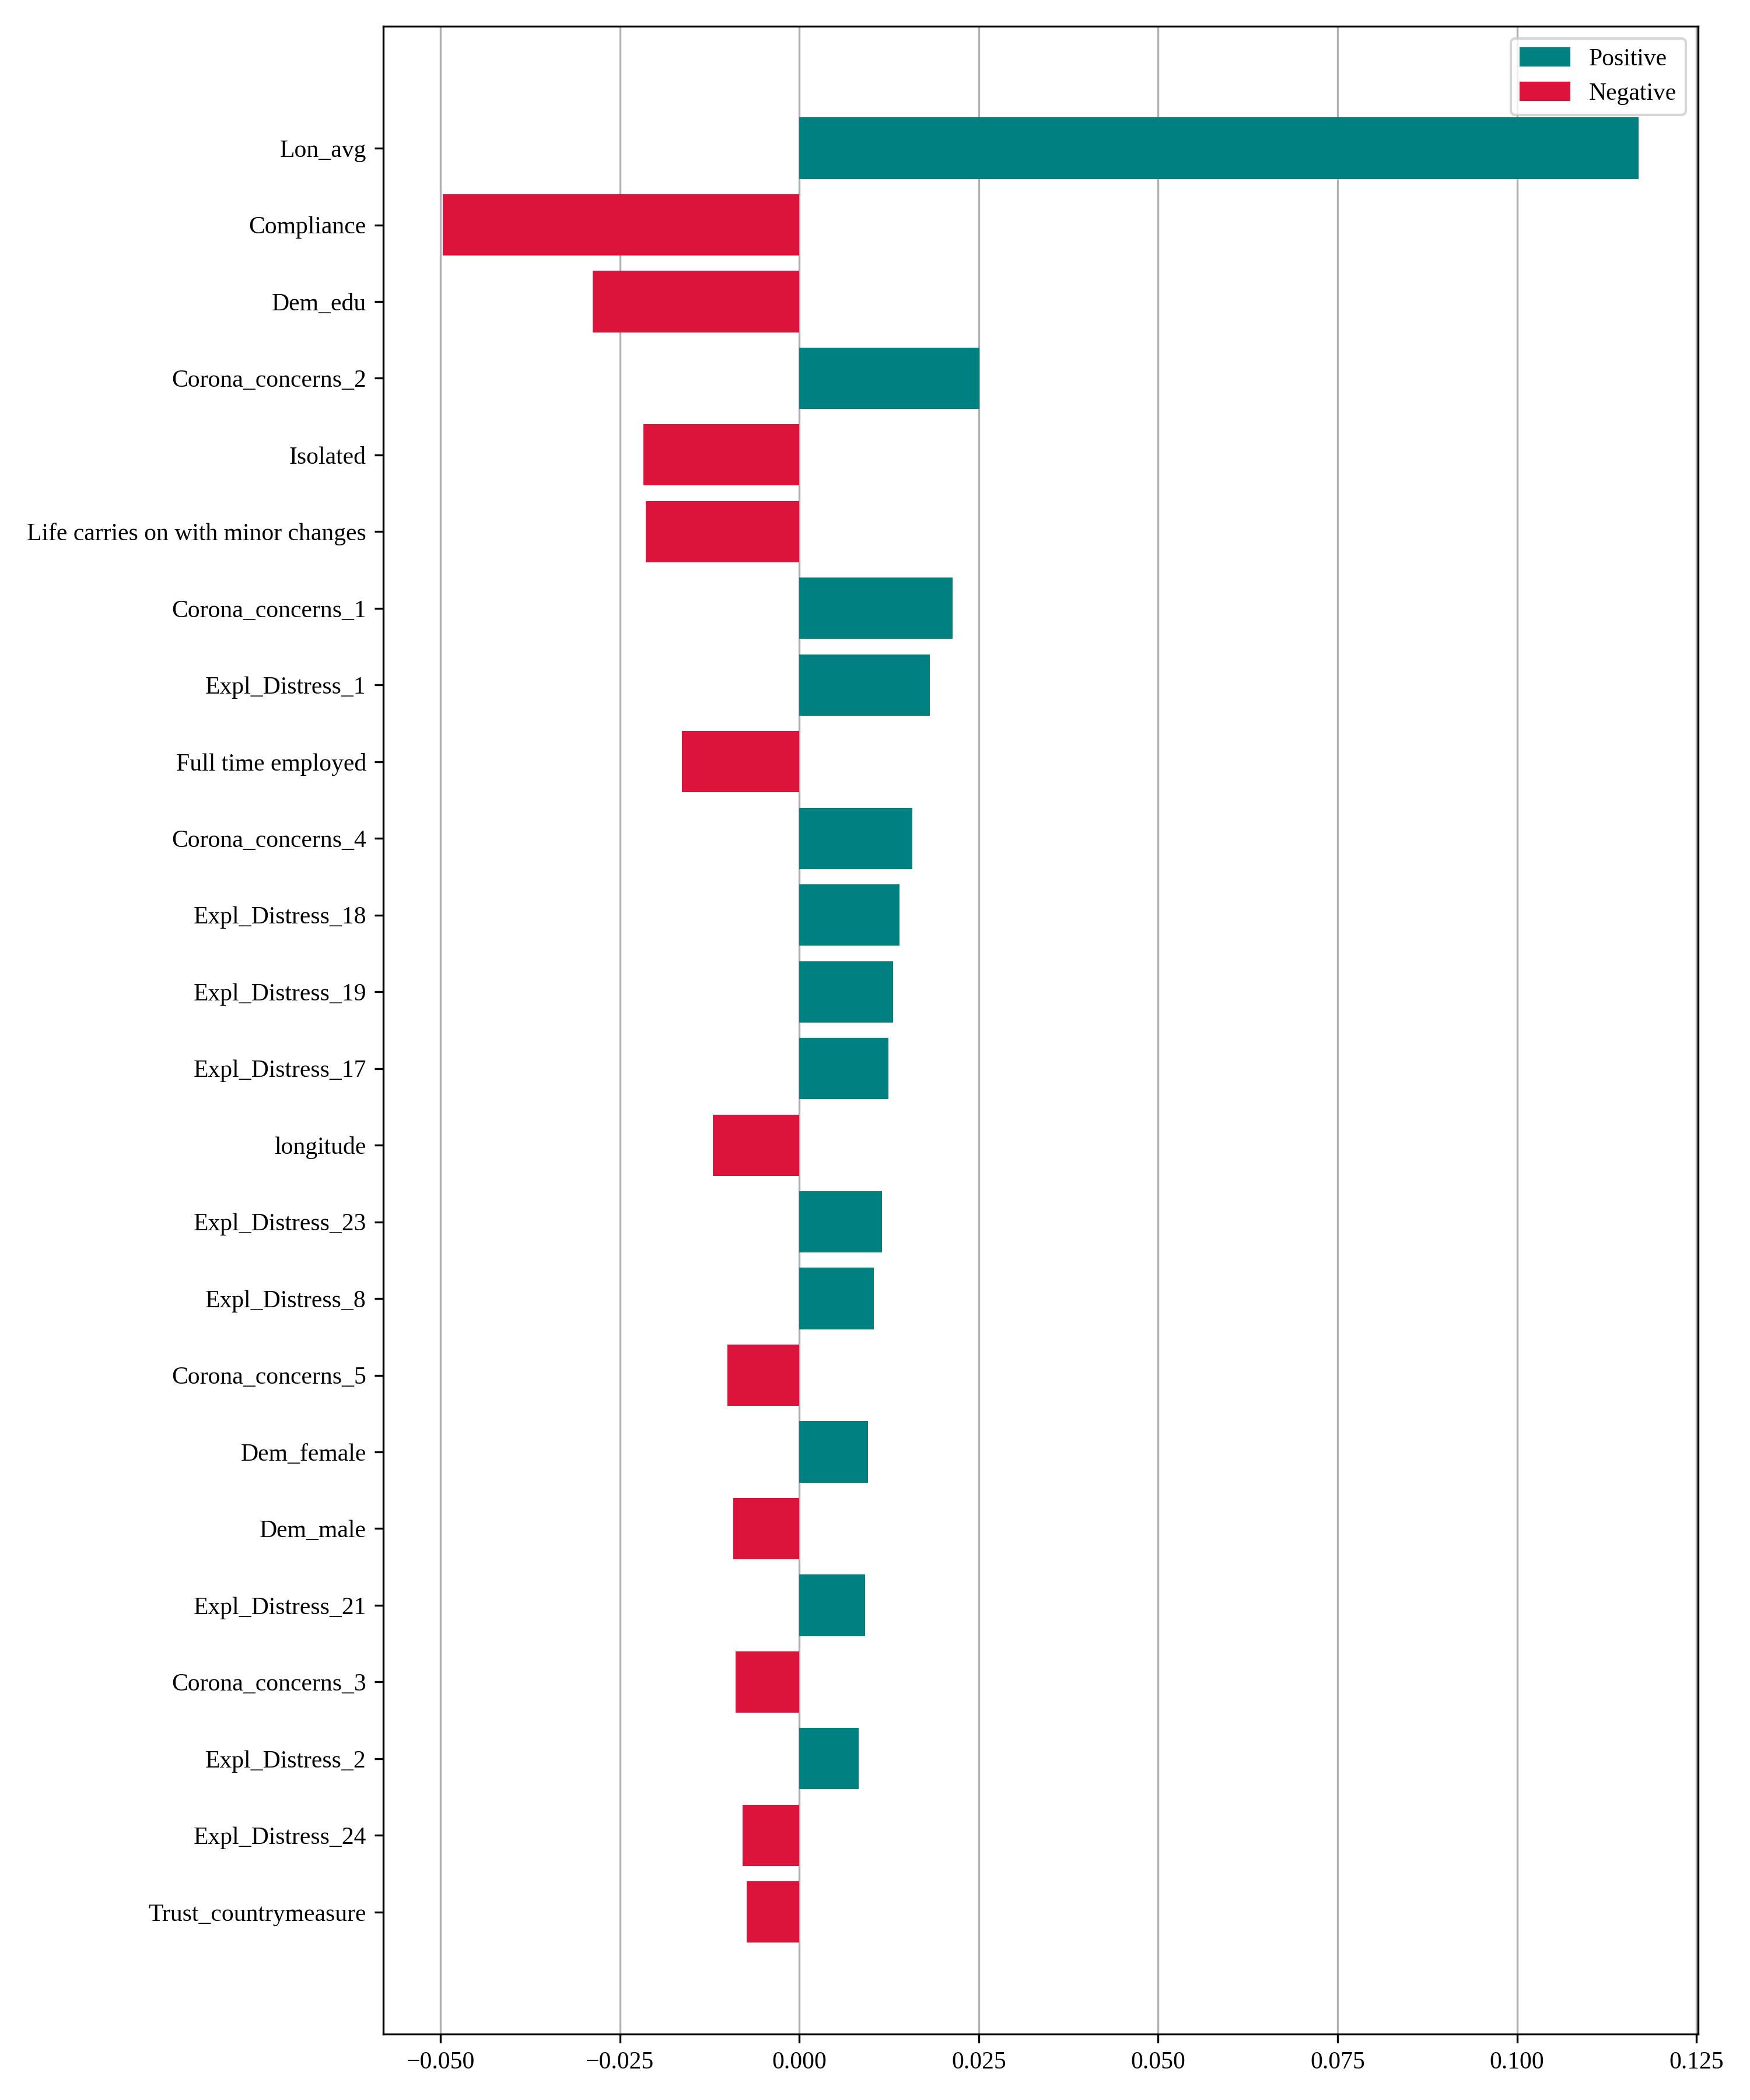 Positive
Negative
Lon_avg
Compliance
Dem_edu
Corona_concerns_2
Isolated
Life carries on with minor changes
Corona_concerns_1
Expl_Distress_1
Full time employed
Corona_concerns_4
Expl_Distress_18
Expl_Distress_19
Expl_Distress_17
longitude
Expl_Distress_23
Expl_Distress_8
Corona_concerns_5
Dem_female
Dem_male
Expl_Distress_21
Corona_concerns_3
Expl_Distress_2
Expl_Distress_24
Trust_countrymeasure
−0.050 −0.025 0.000 0.025 0.050 0.075 0.100 0.125